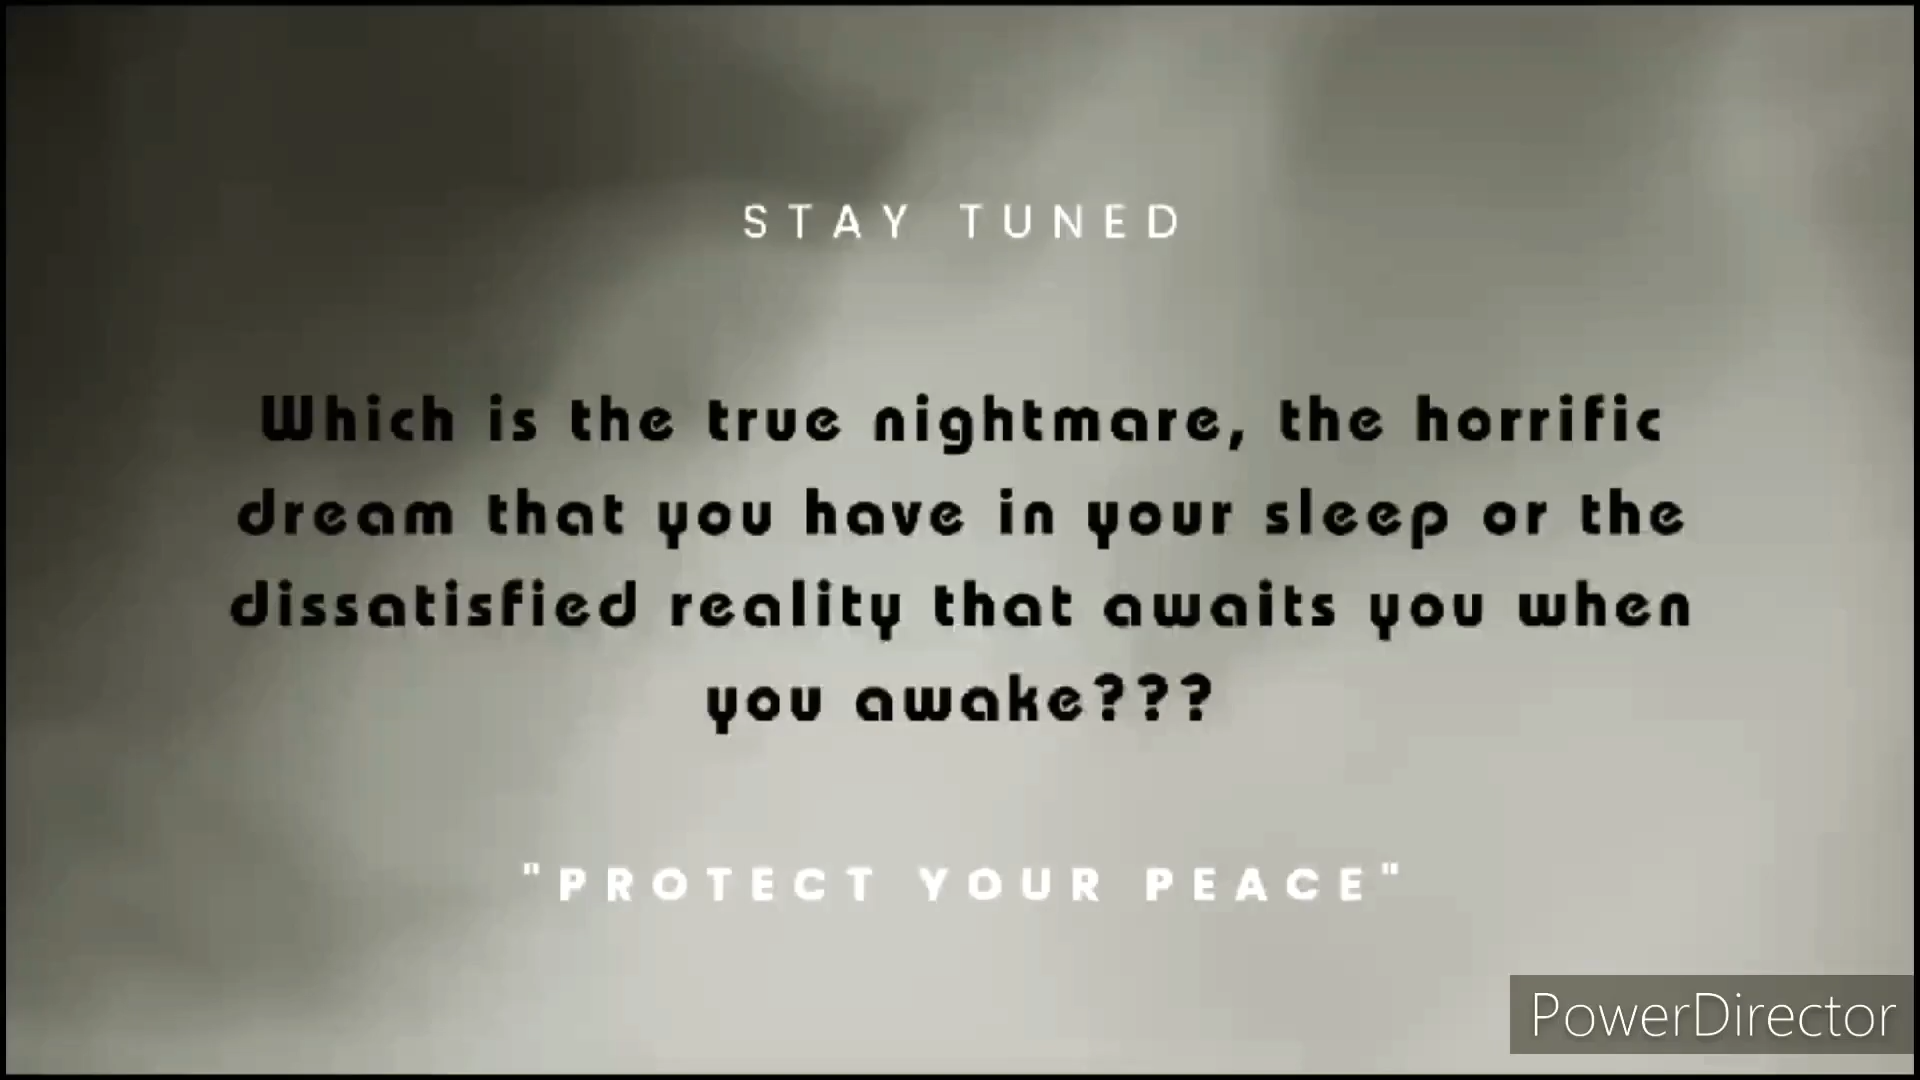 STAY TUNED
Which is the true nightmare, the horrific
dream that you have in your sleep or the
dissatisfied reality that awaits you when
you awake???
"PROTECT YOUR PEACE"
PowerDirector